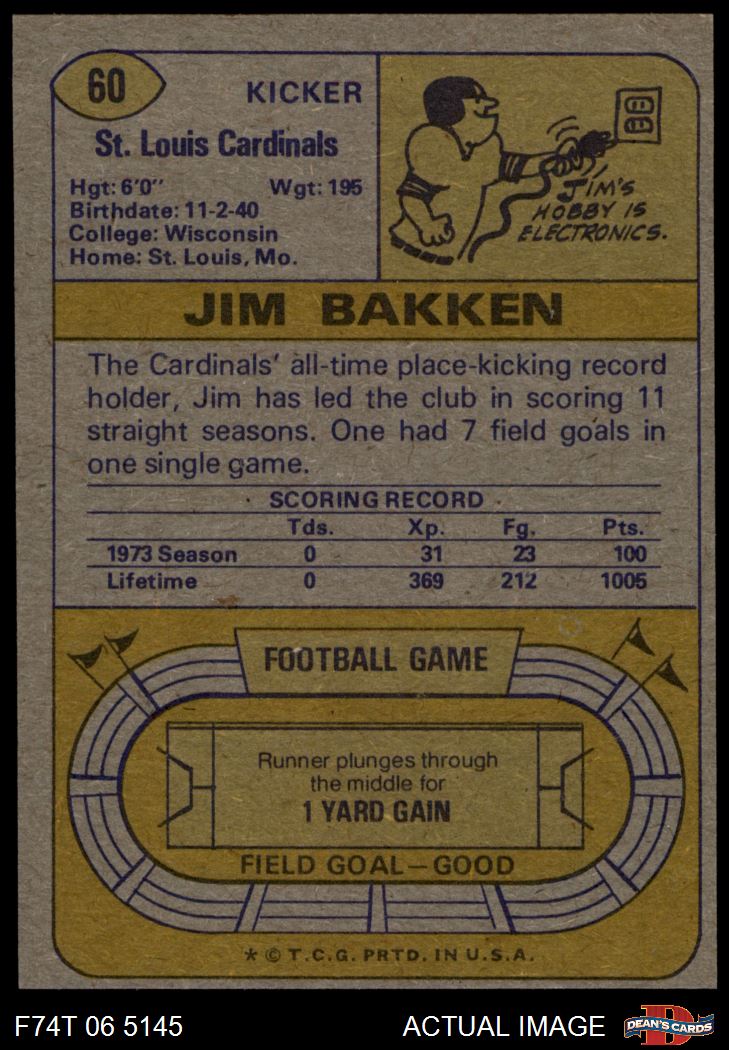 60
KICKER
St. Louis Cardinals
Hgt: 6'0" Wgt: 195
Birthdate: 11-2-40
College: Wisconsin
Home: St. Louis, Mo.
JIM'S
HOBBY IS
ELECTRONICS.
JIM BAKKEN
The Cardinals' all-time place-kicking record
holder, Jim has led the club in scoring 11
straight seasons. One had 7 field goals in
one single game.
SCORING RECORD
Tds. Xp. Fg. Pts.
1973 Season 0 31 23 100
Lifetime 0 369 212 1005
FOOTBALL GAME
Runner plunges through
the middle for
1 YARD GAIN
FIELD GOAL—GOOD
* © T.C.G. PRTD. IN U.S.A.
F74T 06 5145 ACTUAL IMAGE
D
DEAN'S CARDS